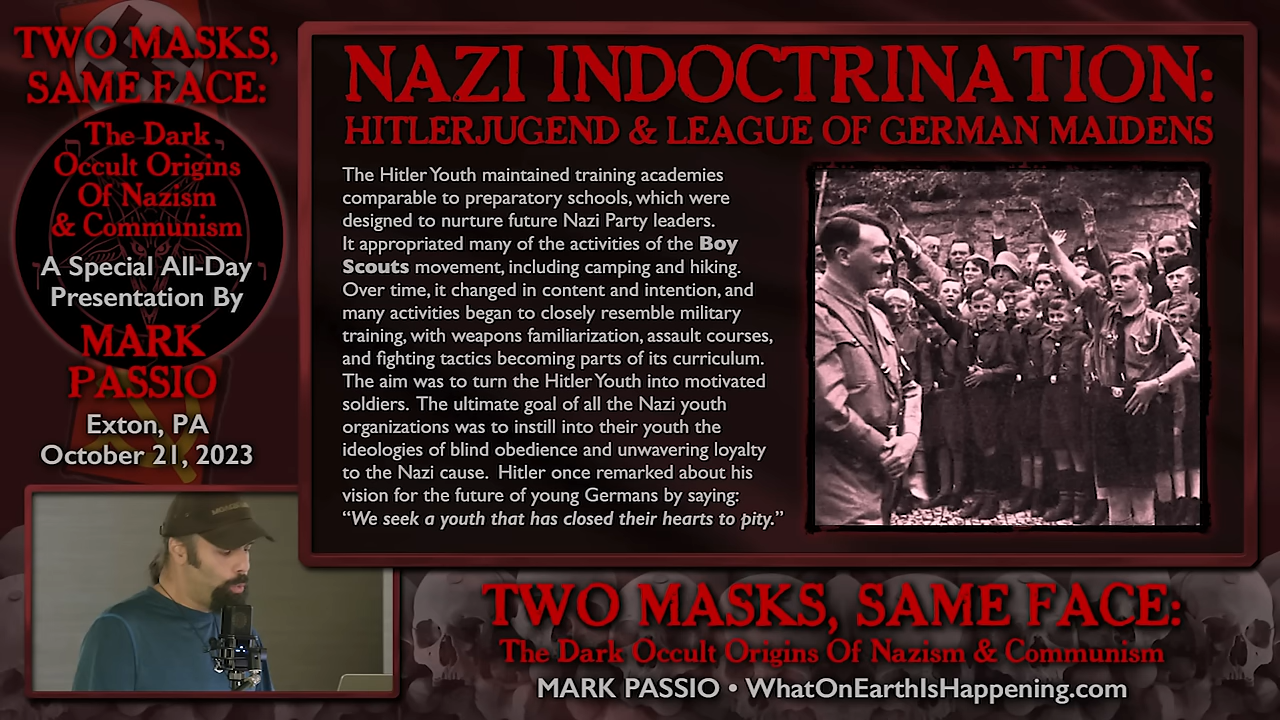 TWO MASKS,
SAME FACE:
The Dark
Occult Origins
Of Nazism
& Communism
A Special All-Day
Presentation By
MARK
PASSIO
Exton, PA
October 21, 2023
NAZI INDOCTRINATION:
HITLERJUGEND & LEAGUE OF GERMAN MAIDENS
The Hitler Youth maintained training academies
comparable to preparatory schools, which were
designed to nurture future Nazi Party leaders.
It appropriated many of the activities of the Boy
Scouts movement, including camping and hiking.
Over time, it changed in content and intention, and
many activities began to closely resemble military
training, with weapons familiarization, assault courses,
and fighting tactics becoming parts of its curriculum.
The aim was to turn the Hitler Youth into motivated
soldiers. The ultimate goal of all the Nazi youth
organizations was to instill into their youth the
ideologies of blind obedience and unwavering loyalty
to the Nazi cause. Hitler once remarked about his
vision for the future of young Germans by saying:
“We seek a youth that has closed their hearts to pity.”
TWO MASKS, SAME FACE:
The Dark Occult Origins Of Nazism & Communism
MARK PASSIO • WhatOnEarthIsHappening.com